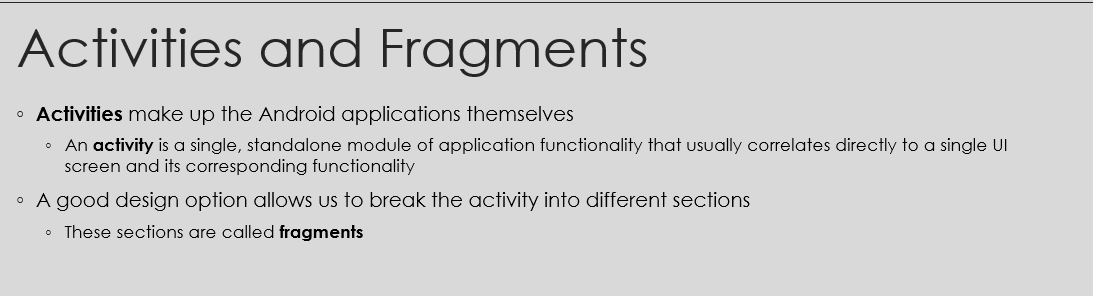 Activities and Fragments
◦ Activities make up the Android applications themselves
◦ An activity is a single, standalone module of application functionality that usually correlates directly to a single UI
screen and its corresponding functionality
◦ A good design option allows us to break the activity into different sections
◦ These sections are called fragments